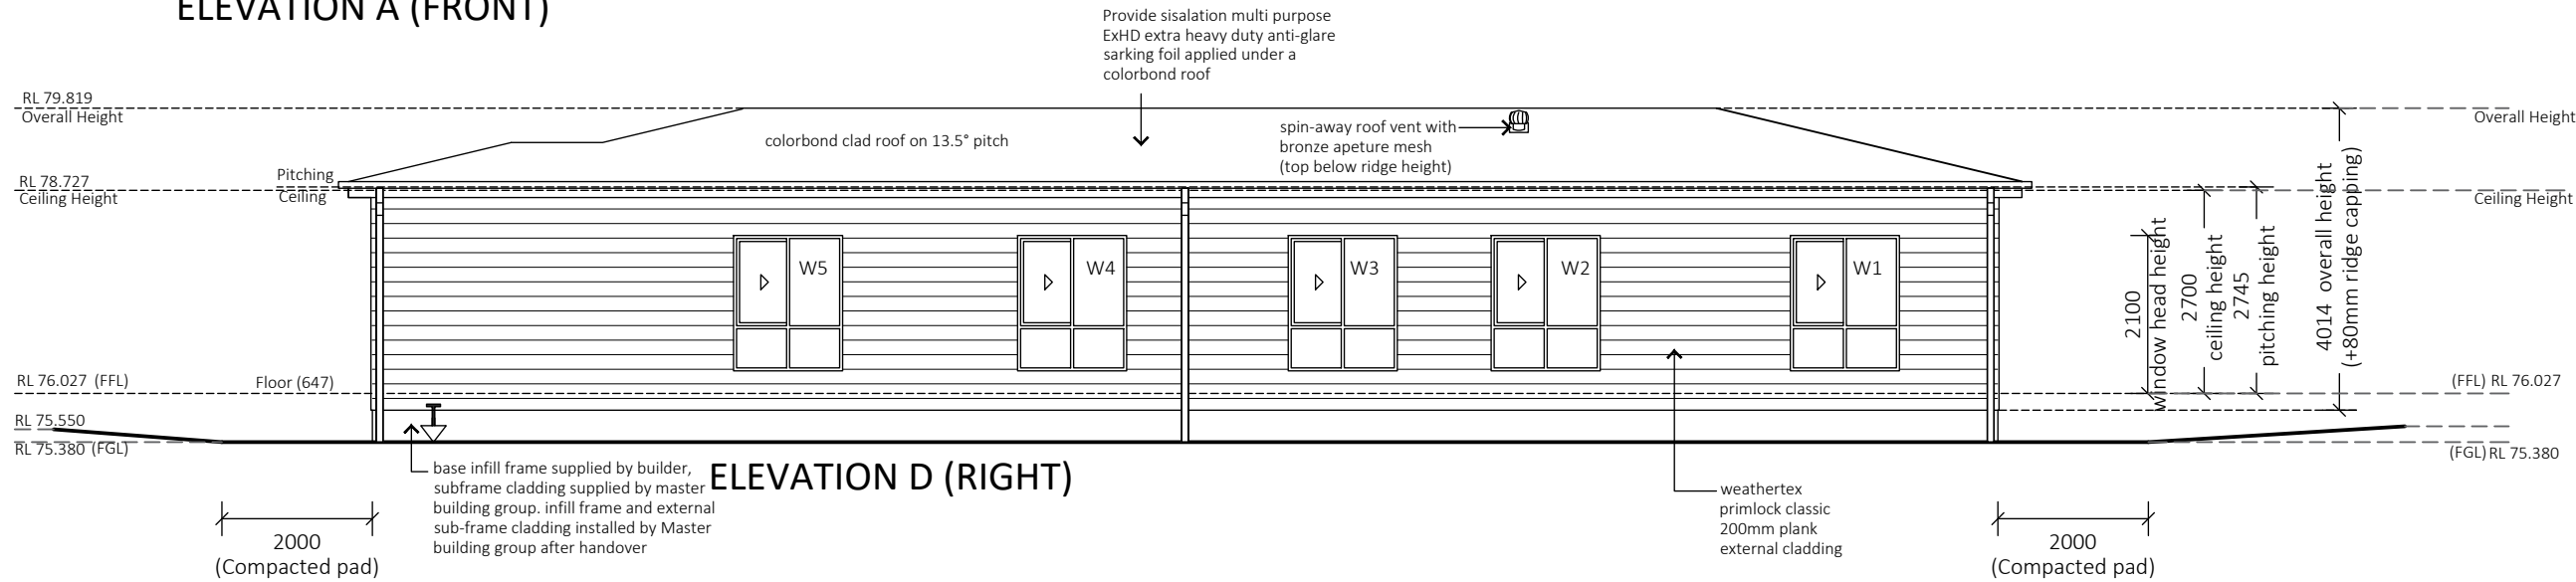 ELEVATION A (FRONT)
Provide sisalation multi purpose
ExHD extra heavy duty anti-glare
sarking foil applied under a
colorbond roof
RL 79.819
Overall Height
Overall Height
colorbond clad roof on 13.5° pitch
spin-away roof vent with
bronze apeture mesh
(top below ridge height)
Pitching
Ceiling
RL 78.727
Ceiling Height
Ceiling Height
W5
W4
W3
W2
W1
2100
window head height
2700
ceiling height
2745
pitching height
4014 overall height
(+80mm ridge capping)
RL 76.027 (FFL)
Floor (647)
(FFL) RL 76.027
RL 75.550
RL 75.380 (FGL)
(FGL) RL 75.380
base infill frame supplied by builder,
subframe cladding supplied by master
building group. infill frame and external
sub-frame cladding installed by Master
building group after handover
ELEVATION D (RIGHT)
weathertex
primlock classic
200mm plank
external cladding
2000
(Compacted pad)
2000
(Compacted pad)